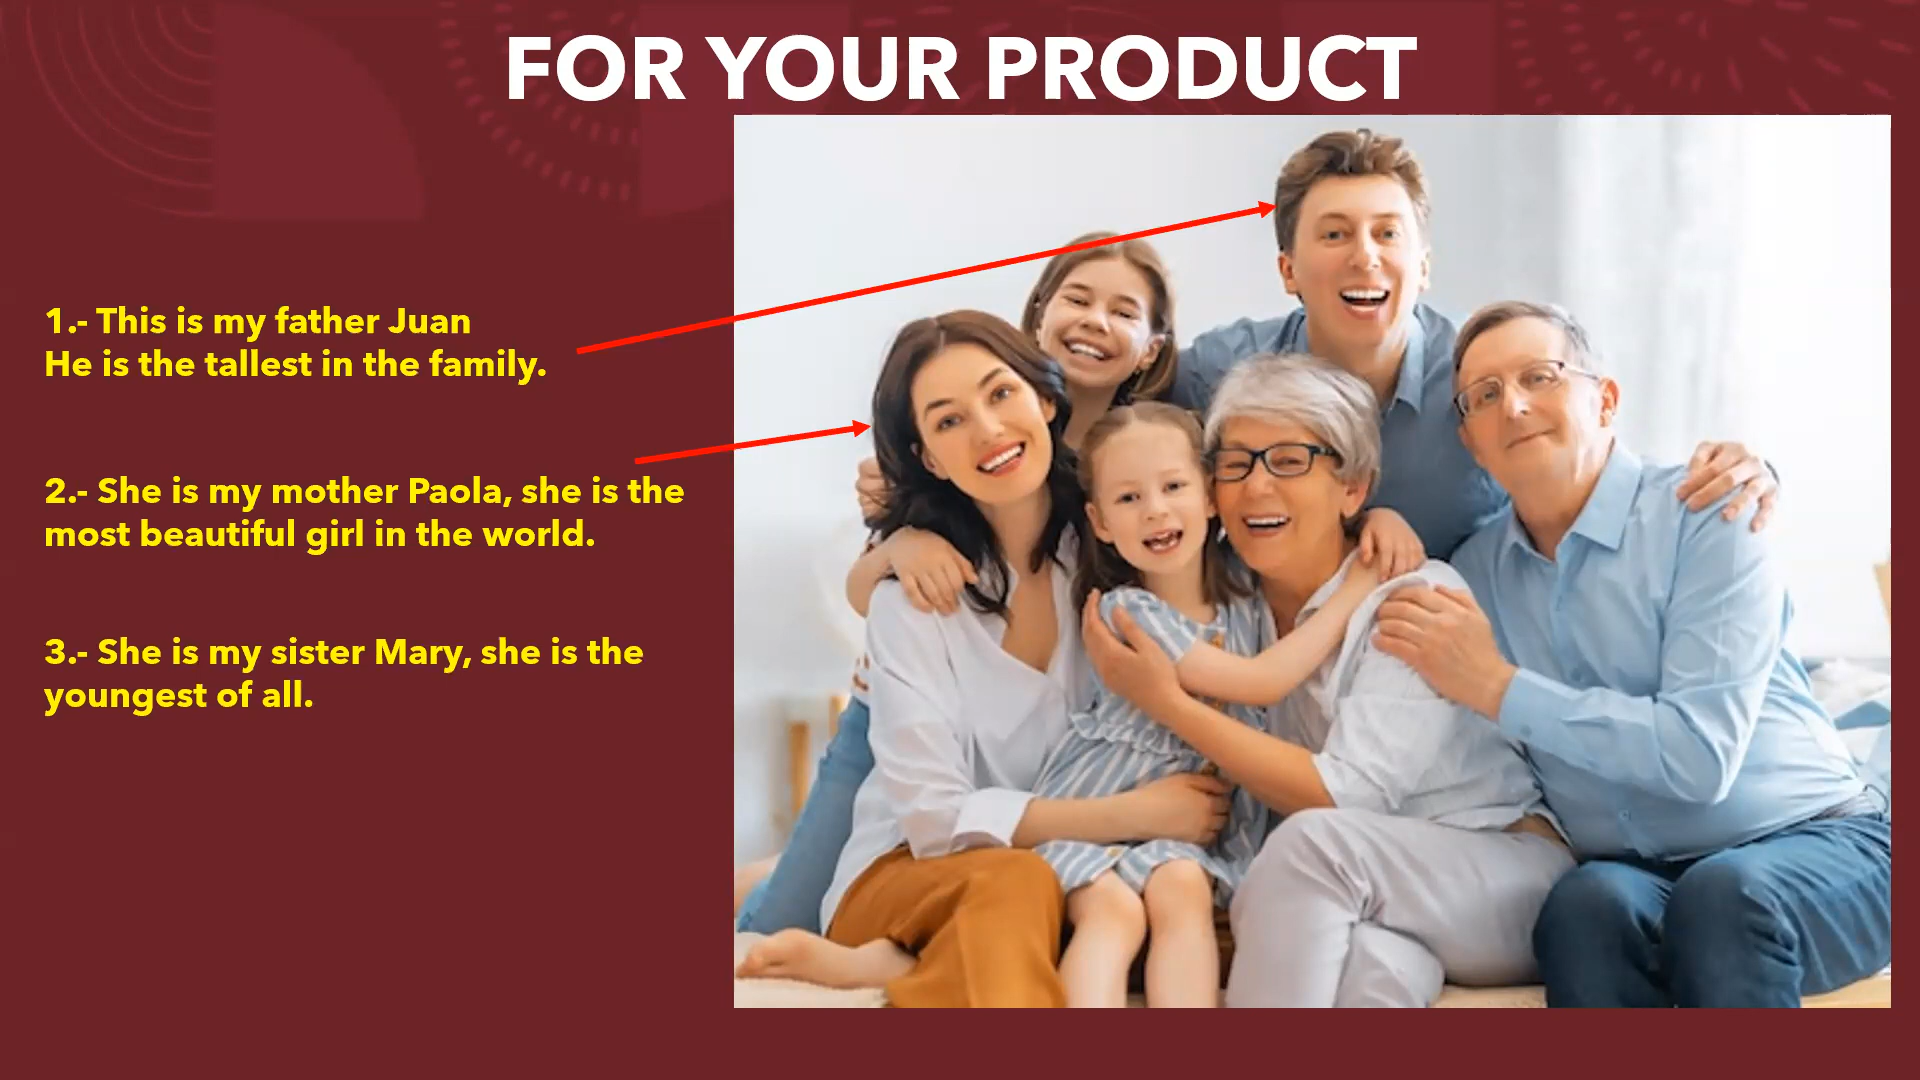 FOR YOUR PRODUCT
1.- This is my father Juan
He is the tallest in the family.
2.- She is my mother Paola, she is the
most beautiful girl in the world.
3.- She is my sister Mary, she is the
youngest of all.